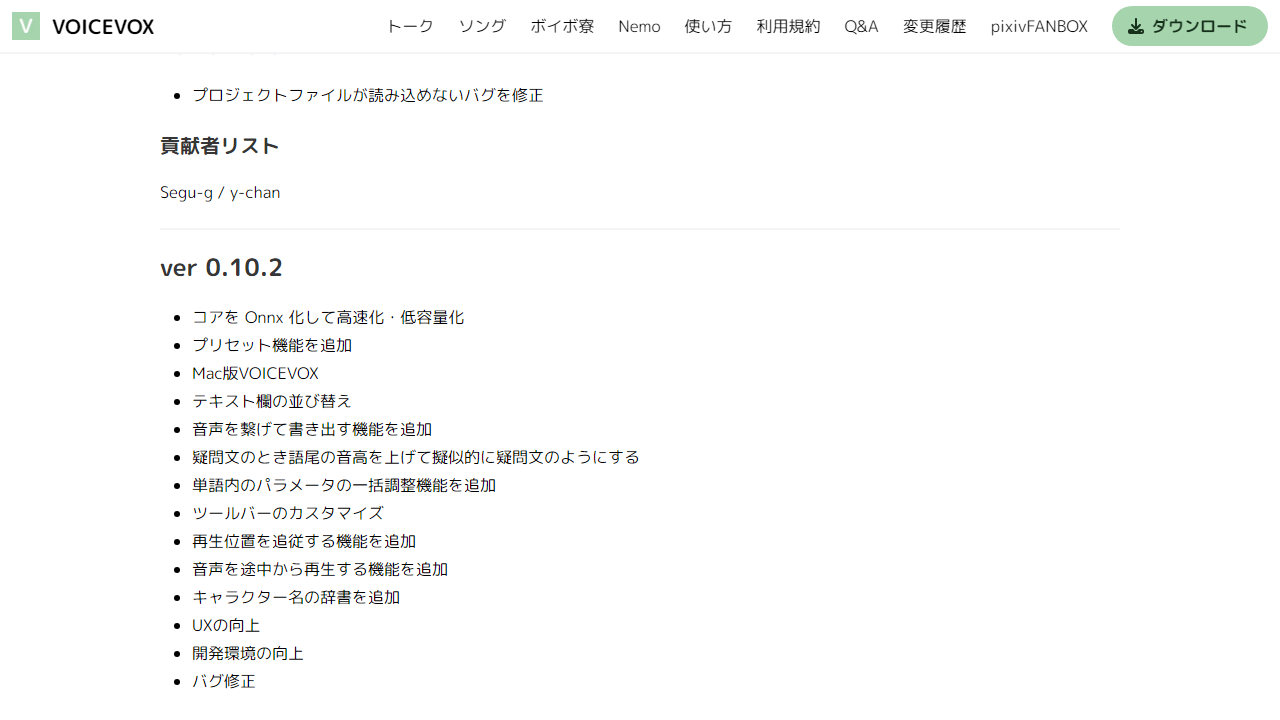 VOICEVOX
トーク ソング ボイボ寮 Nemo 使い方 利用規約 Q&A 変更履歴 pixivFANBOX ダウンロード
プロジェクトファイルが読み込めないバグを修正
貢献者リスト
Segu-g / y-chan
ver 0.10.2
コアを Onnx 化して高速化・低容量化
プリセット機能を追加
Mac版VOICEVOX
テキスト欄の並び替え
音声を繋げて書き出す機能を追加
疑問文のとき語尾の音高を上げて擬似的に疑問文のようにする
単語内のパラメータの一括調整機能を追加
ツールバーのカスタマイズ
再生位置を追従する機能を追加
音声を途中から再生する機能を追加
キャラクター名の辞書を追加
UXの向上
開発環境の向上
バグ修正